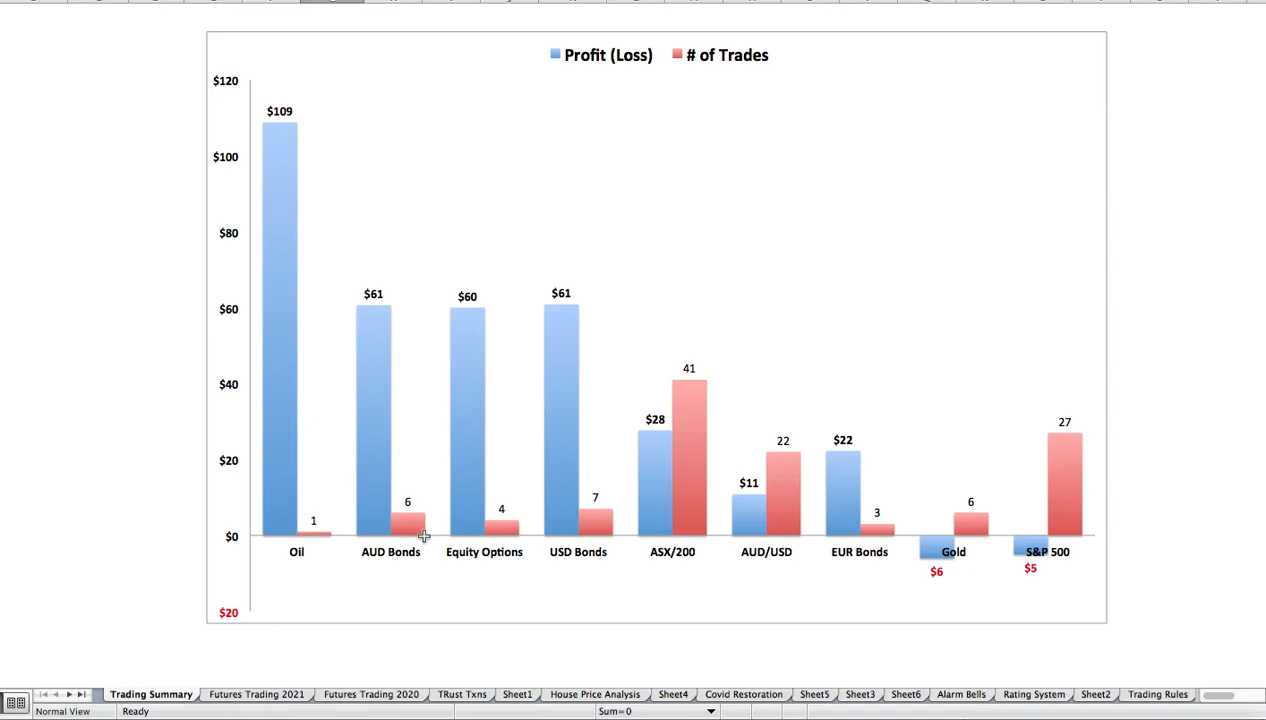 Profit (Loss) # of Trades
$120
$109
$100
$80
$61 $60 $61
$60
41
$40
$28 22 $22 27
$20
$11
1 6 4 7 3 6
$0
Oil AUD Bonds Equity Options USD Bonds ASX/200 AUD/USD EUR Bonds Gold S&P 500
$6 $5
$20
Trading Summary Futures Trading 2021 Futures Trading 2020 TRust Txns Sheet1 House Price Analysis Sheet4 Covid Restoration Sheet5 Sheet3 Sheet6 Alarm Bells Rating System Sheet2 Trading Rules
Normal View Ready Sum=0